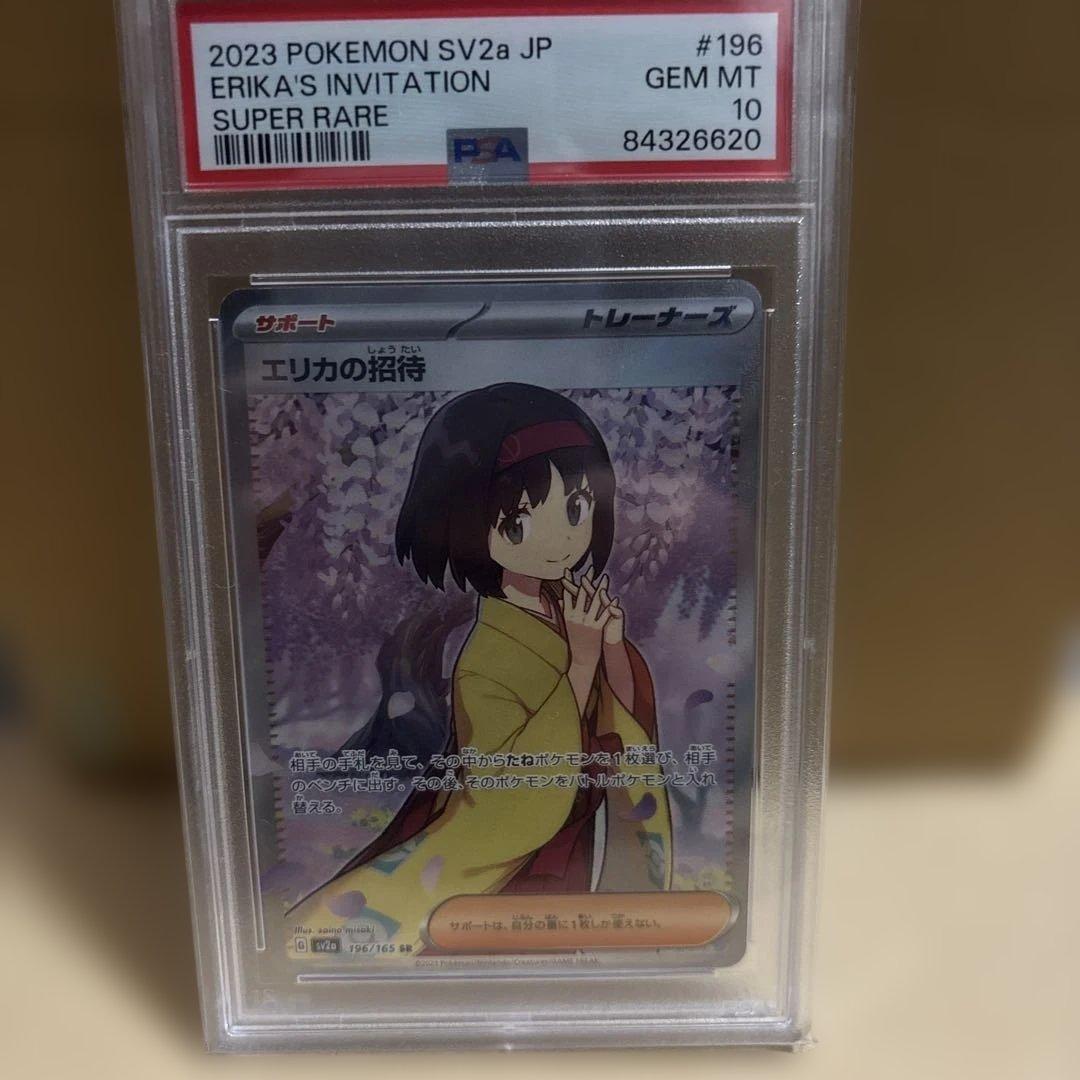 2023 POKEMON SV2a JP #196
ERIKA'S INVITATION GEM MT
SUPER RARE 10
84326620
PSA
サポート トレーナーズ
しょうたい
エリカの招待
相手の手札を見て、その中からたねポケモンを1枚選び、相手
のベンチに出す。その後、そのポケモンをバトルポケモンと入れ
替える。
サポートは、自分の番に1枚しか使えない。
Illus. saino misaki
G sv2a 196/165 SR
©2023 Pokémon/Nintendo/Creatures/GAME FREAK